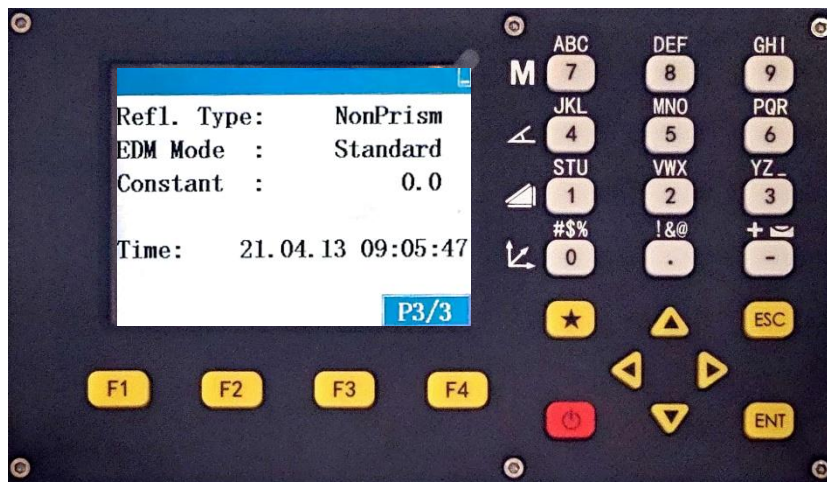 Refl. Type: NonPrism
EDM Mode : Standard
Constant : 0.0
Time: 21.04.13 09:05:47
P3/3
F1 F2 F3 F4
ABC DEF GHI
M 7 8 9
JKL MNO PQR
4 5 6
STU VWX YZ_
1 2 3
#$% !&@ +
0 . -
ESC
ENT